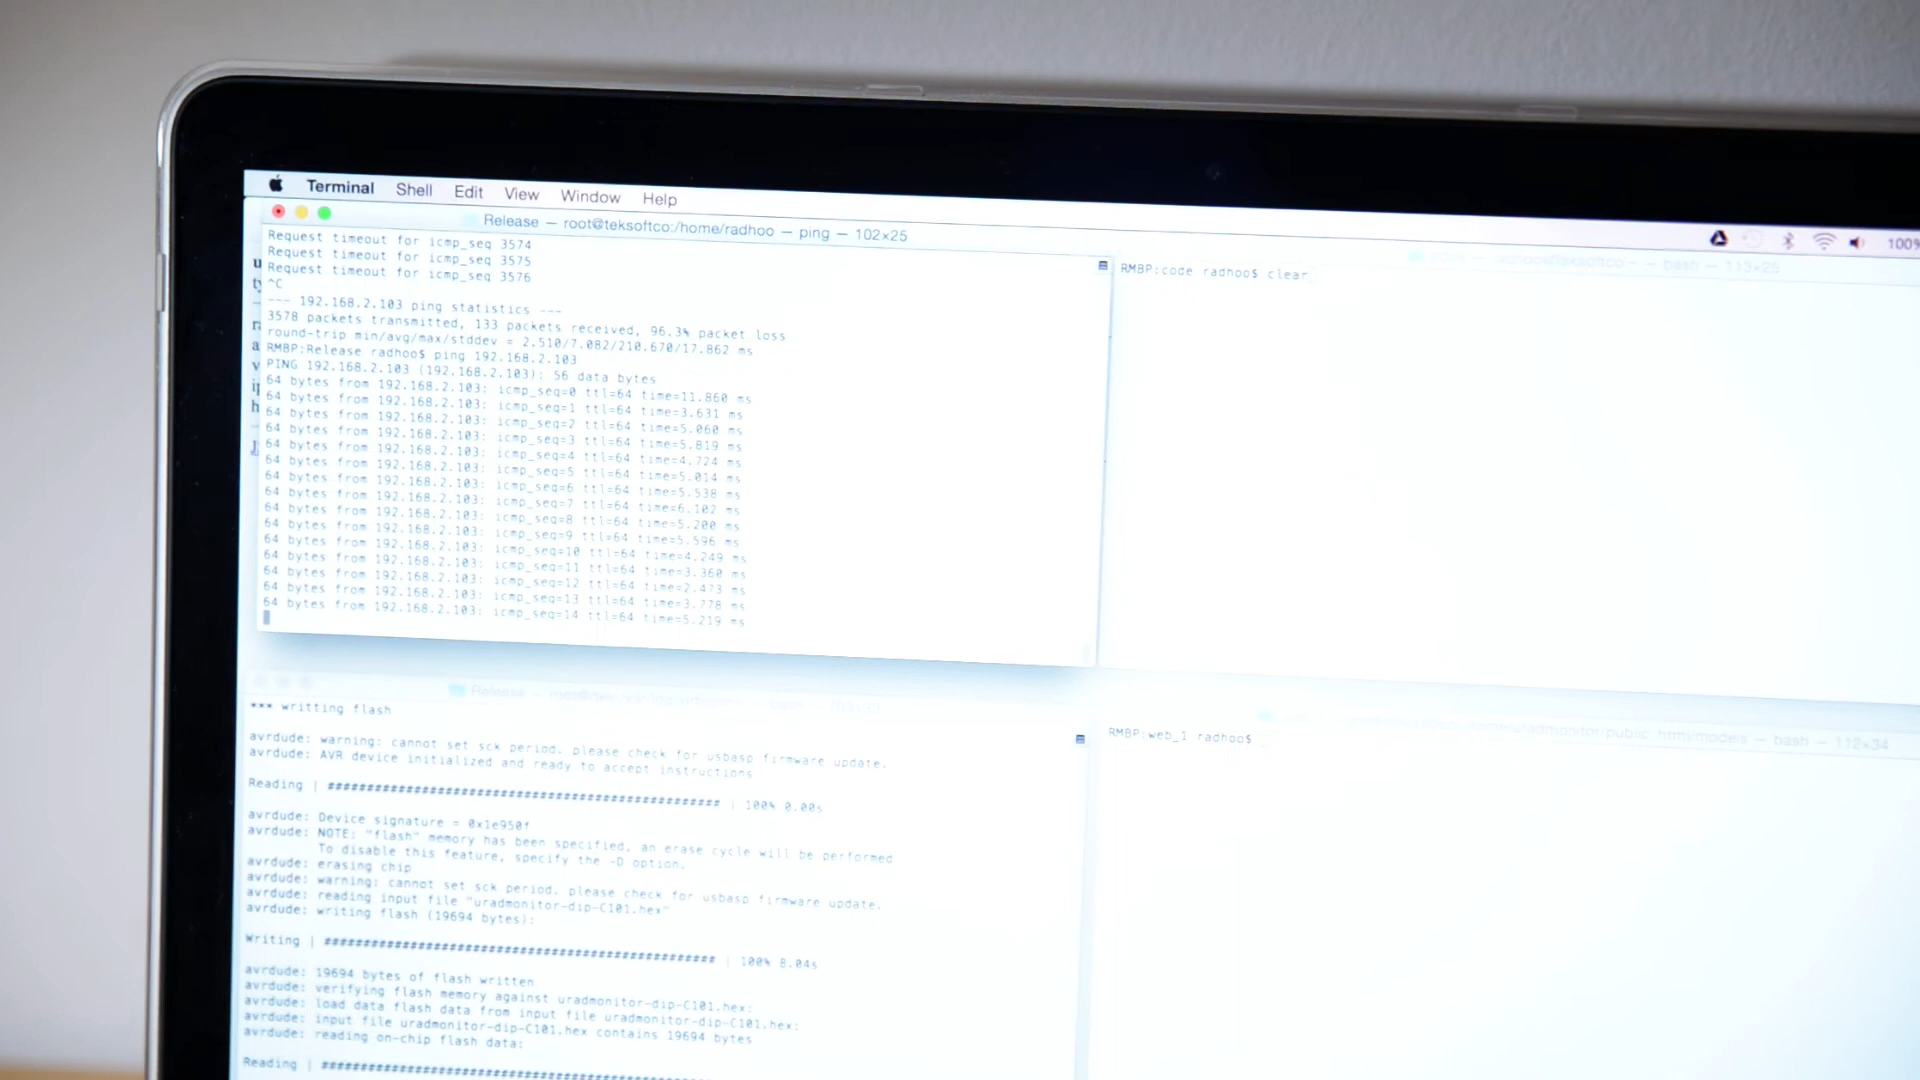 Terminal Shell Edit View Window Help
100%
Release — root@teksoftco:/home/radhoo — ping — 102×25
Request timeout for icmp_seq 3574
Request timeout for icmp_seq 3575
Request timeout for icmp_seq 3576
^C
--- 192.168.2.103 ping statistics ---
3578 packets transmitted, 133 packets received, 96.3% packet loss
round-trip min/avg/max/stddev = 2.510/7.082/210.670/17.862 ms
RMBP:Release radhoo$ ping 192.168.2.103
PING 192.168.2.103 (192.168.2.103): 56 data bytes
64 bytes from 192.168.2.103: icmp_seq=0 ttl=64 time=11.860 ms
64 bytes from 192.168.2.103: icmp_seq=1 ttl=64 time=3.631 ms
64 bytes from 192.168.2.103: icmp_seq=2 ttl=64 time=5.060 ms
64 bytes from 192.168.2.103: icmp_seq=3 ttl=64 time=5.819 ms
64 bytes from 192.168.2.103: icmp_seq=4 ttl=64 time=4.724 ms
64 bytes from 192.168.2.103: icmp_seq=5 ttl=64 time=5.014 ms
64 bytes from 192.168.2.103: icmp_seq=6 ttl=64 time=5.538 ms
64 bytes from 192.168.2.103: icmp_seq=7 ttl=64 time=6.102 ms
64 bytes from 192.168.2.103: icmp_seq=8 ttl=64 time=5.200 ms
64 bytes from 192.168.2.103: icmp_seq=9 ttl=64 time=5.596 ms
64 bytes from 192.168.2.103: icmp_seq=10 ttl=64 time=4.249 ms
64 bytes from 192.168.2.103: icmp_seq=11 ttl=64 time=3.360 ms
64 bytes from 192.168.2.103: icmp_seq=12 ttl=64 time=2.473 ms
64 bytes from 192.168.2.103: icmp_seq=13 ttl=64 time=3.778 ms
64 bytes from 192.168.2.103: icmp_seq=14 ttl=64 time=5.219 ms
— bash — 113×25
RMBP:code radhoo$ clear
Release —
*** writting flash
avrdude: warning: cannot set sck period. please check for usbasp firmware update.
avrdude: AVR device initialized and ready to accept instructions
Reading | ################################################## | 100% 0.00s
avrdude: Device signature = 0x1e950f
avrdude: NOTE: "flash" memory has been specified, an erase cycle will be performed
To disable this feature, specify the -D option.
avrdude: erasing chip
avrdude: warning: cannot set sck period. please check for usbasp firmware update.
avrdude: reading input file "uradmonitor-dip-C101.hex"
avrdude: writing flash (19694 bytes):
Writing | ################################################## | 100% 8.04s
avrdude: 19694 bytes of flash written
avrdude: verifying flash memory against uradmonitor-dip-C101.hex:
avrdude: load data flash data from input file uradmonitor-dip-C101.hex:
avrdude: input file uradmonitor-dip-C101.hex contains 19694 bytes
avrdude: reading on-chip flash data:
Reading | ##################################################
/uradmonitor/public_html/models — bash — 112×34
RMBP:web_1 radhoo$